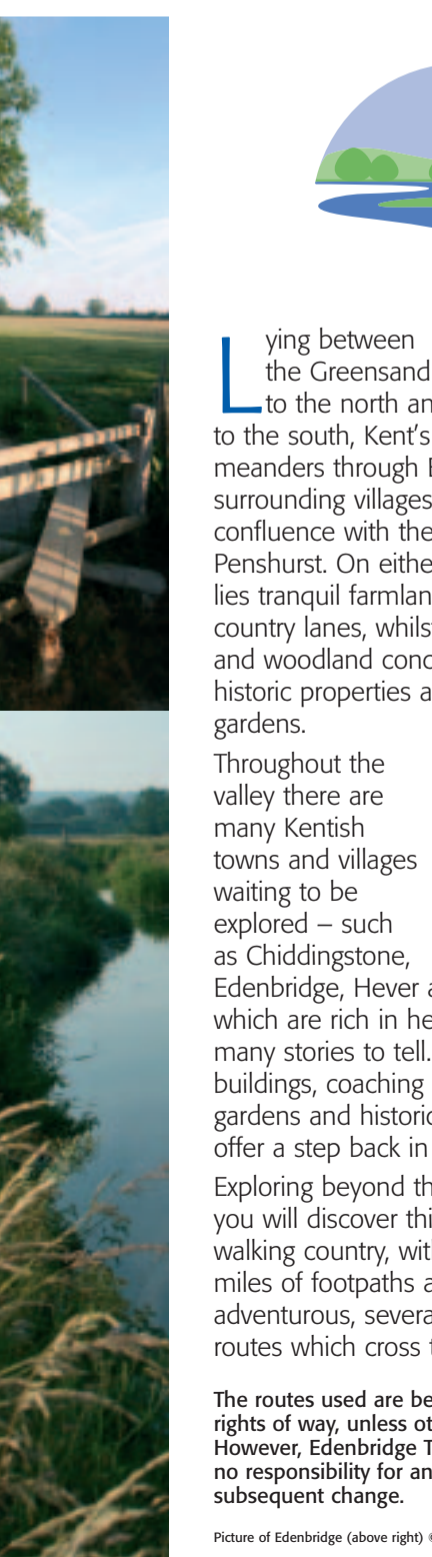 Lying between
the Greensand
to the north an
to the south, Kent's
meanders through E
surrounding villages
confluence with the
Penshurst. On eithe
lies tranquil farmlan
country lanes, whils
and woodland conc
historic properties a
gardens.
Throughout the
valley there are
many Kentish
towns and villages
waiting to be
explored – such
as Chiddingstone,
Edenbridge, Hever a
which are rich in he
many stories to tell.
buildings, coaching
gardens and historic
offer a step back in
Exploring beyond th
you will discover thi
walking country, wit
miles of footpaths a
adventurous, severa
routes which cross t
The routes used are be
rights of way, unless ot
However, Edenbridge T
no responsibility for an
subsequent change.
Picture of Edenbridge (above right) ©